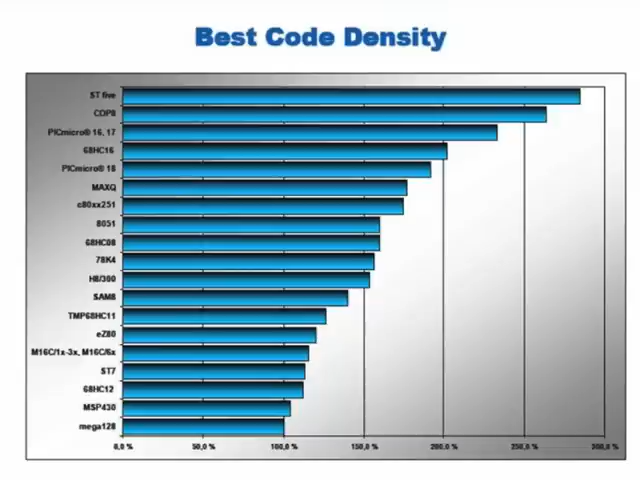 Best Code Density
ST five
COP8
PICmicro® 16, 17
68HC16
PICmicro® 18
MAXQ
c80xx251
8051
68HC08
78K4
H8/300
SAM8
TMP68HC11
eZ80
M16C/1x-3x, M16C/6x
ST7
68HC12
MSP430
mega128
0,0 % 50,0 % 100,0 % 150,0 % 200,0 % 250,0 % 300,0 %